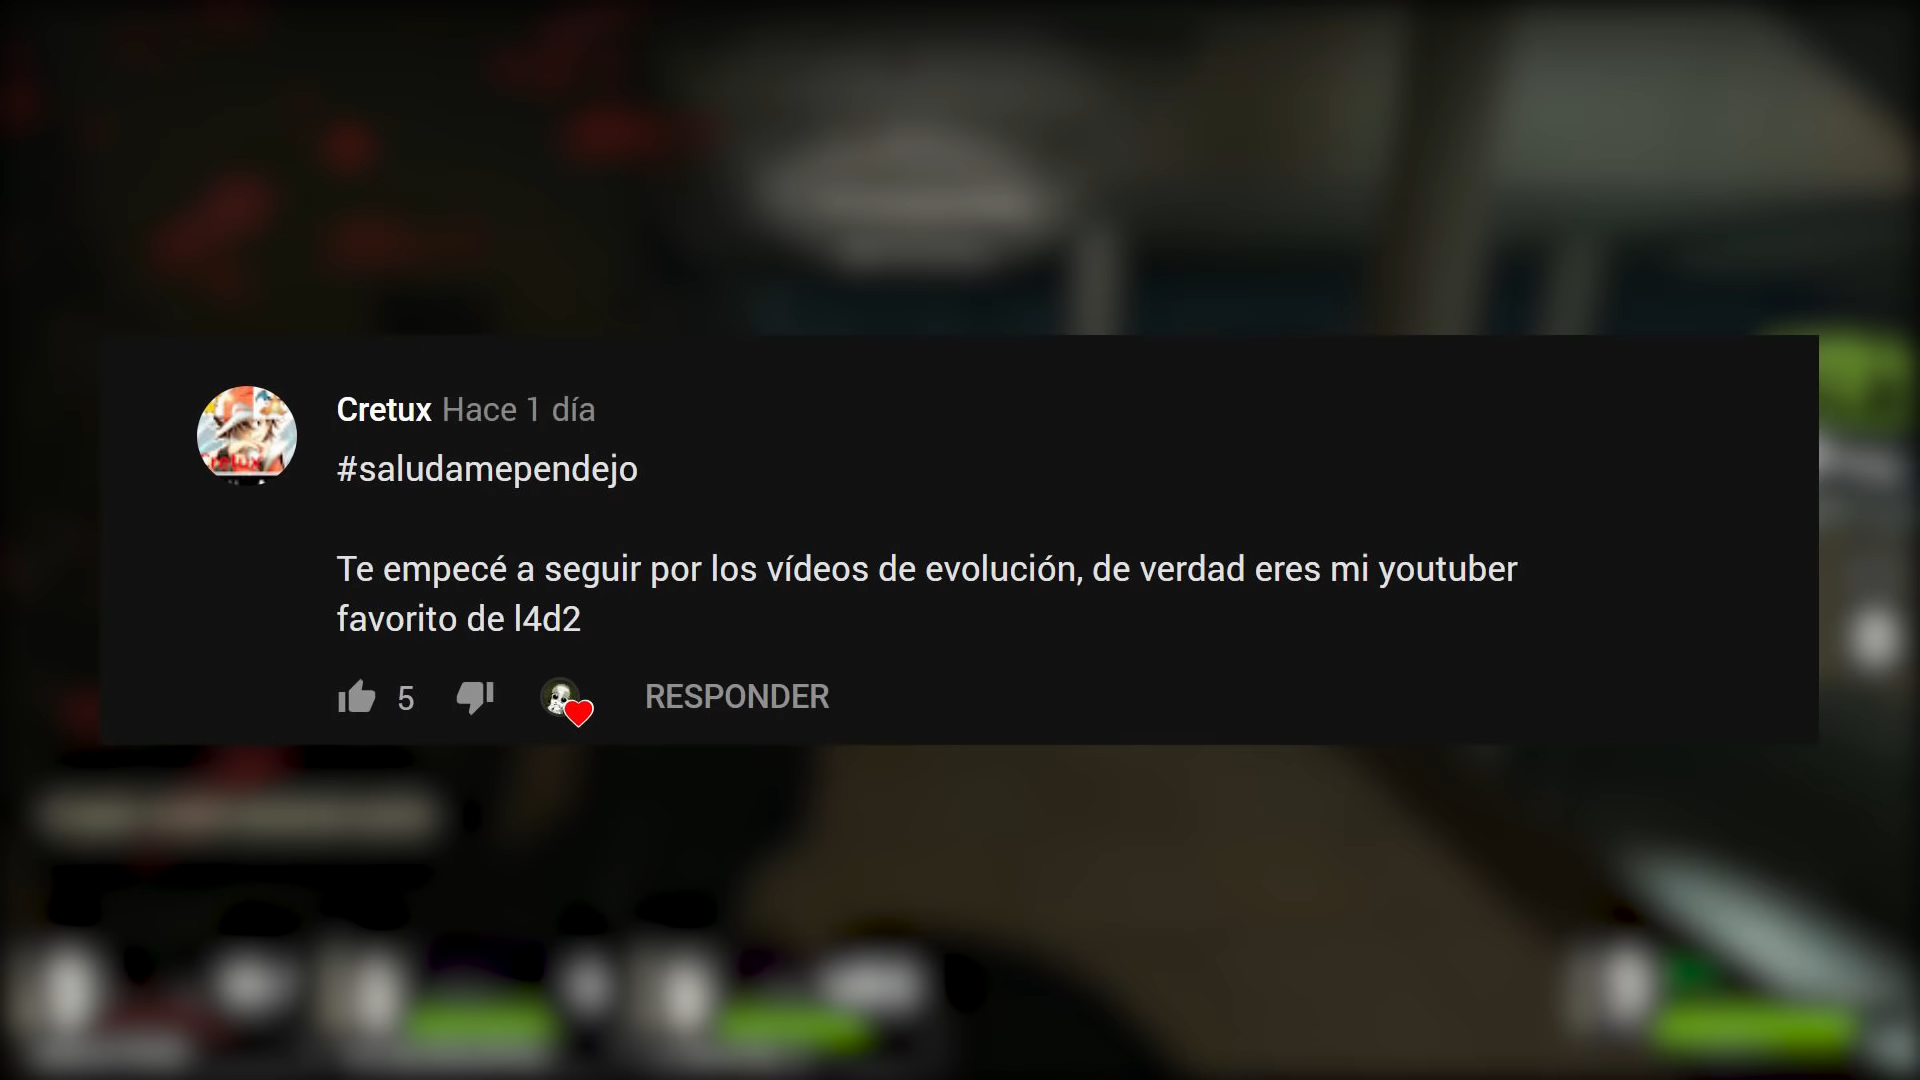 Cretux Hace 1 día
#saludamependejo
Te empecé a seguir por los vídeos de evolución, de verdad eres mi youtuber
favorito de l4d2
5 RESPONDER